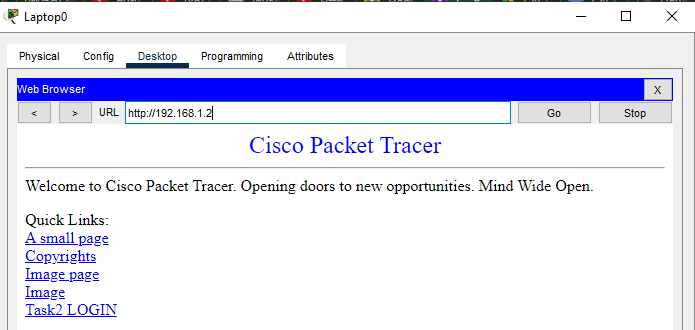 Laptop0
Physical Config Desktop Programming Attributes
Web Browser X
< > URL http://192.168.1.2 Go Stop
Cisco Packet Tracer
Welcome to Cisco Packet Tracer. Opening doors to new opportunities. Mind Wide Open.
Quick Links:
A small page
Copyrights
Image page
Image
Task2 LOGIN